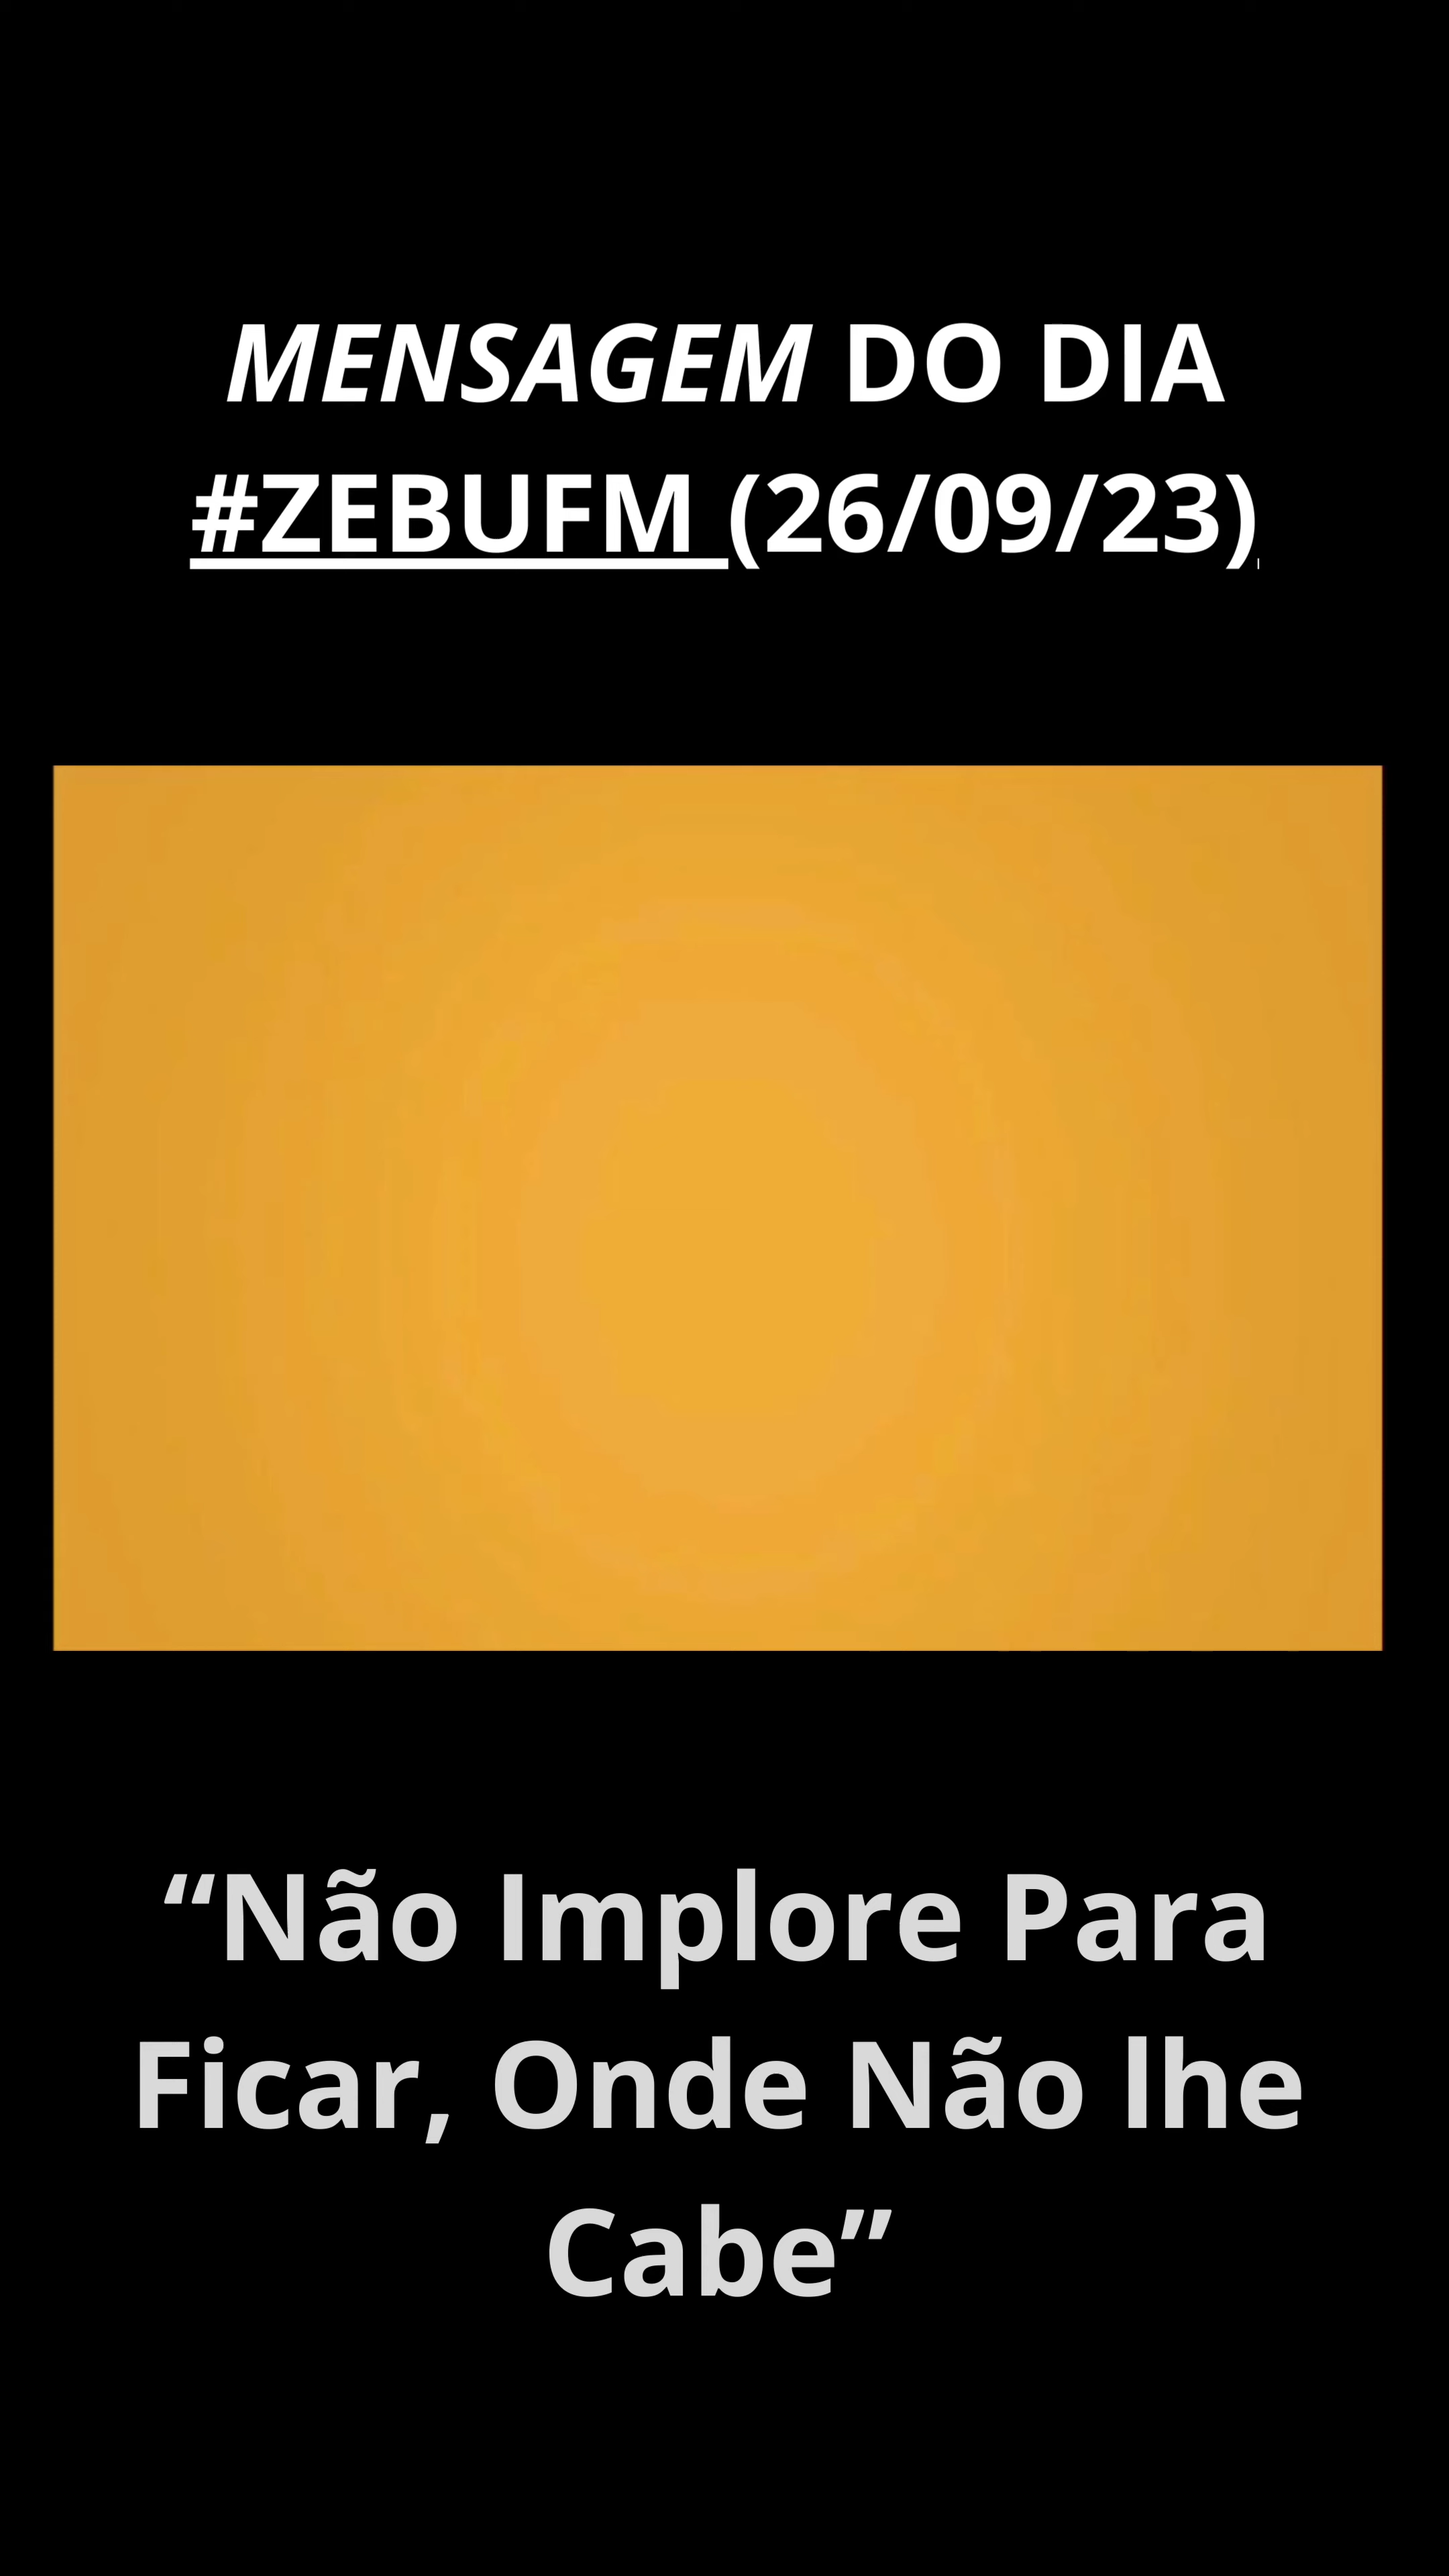 MENSAGEM DO DIA
#ZEBUFM (26/09/23)
“Não Implore Para
Ficar, Onde Não lhe
Cabe”